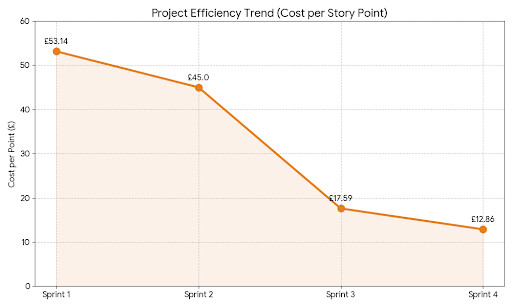 Project Efficiency Trend (Cost per Story Point)
60
50
40
30
20
10
0
Cost per Point (£)
£53.14
£45.0
£17.59
£12.86
Sprint 1
Sprint 2
Sprint 3
Sprint 4